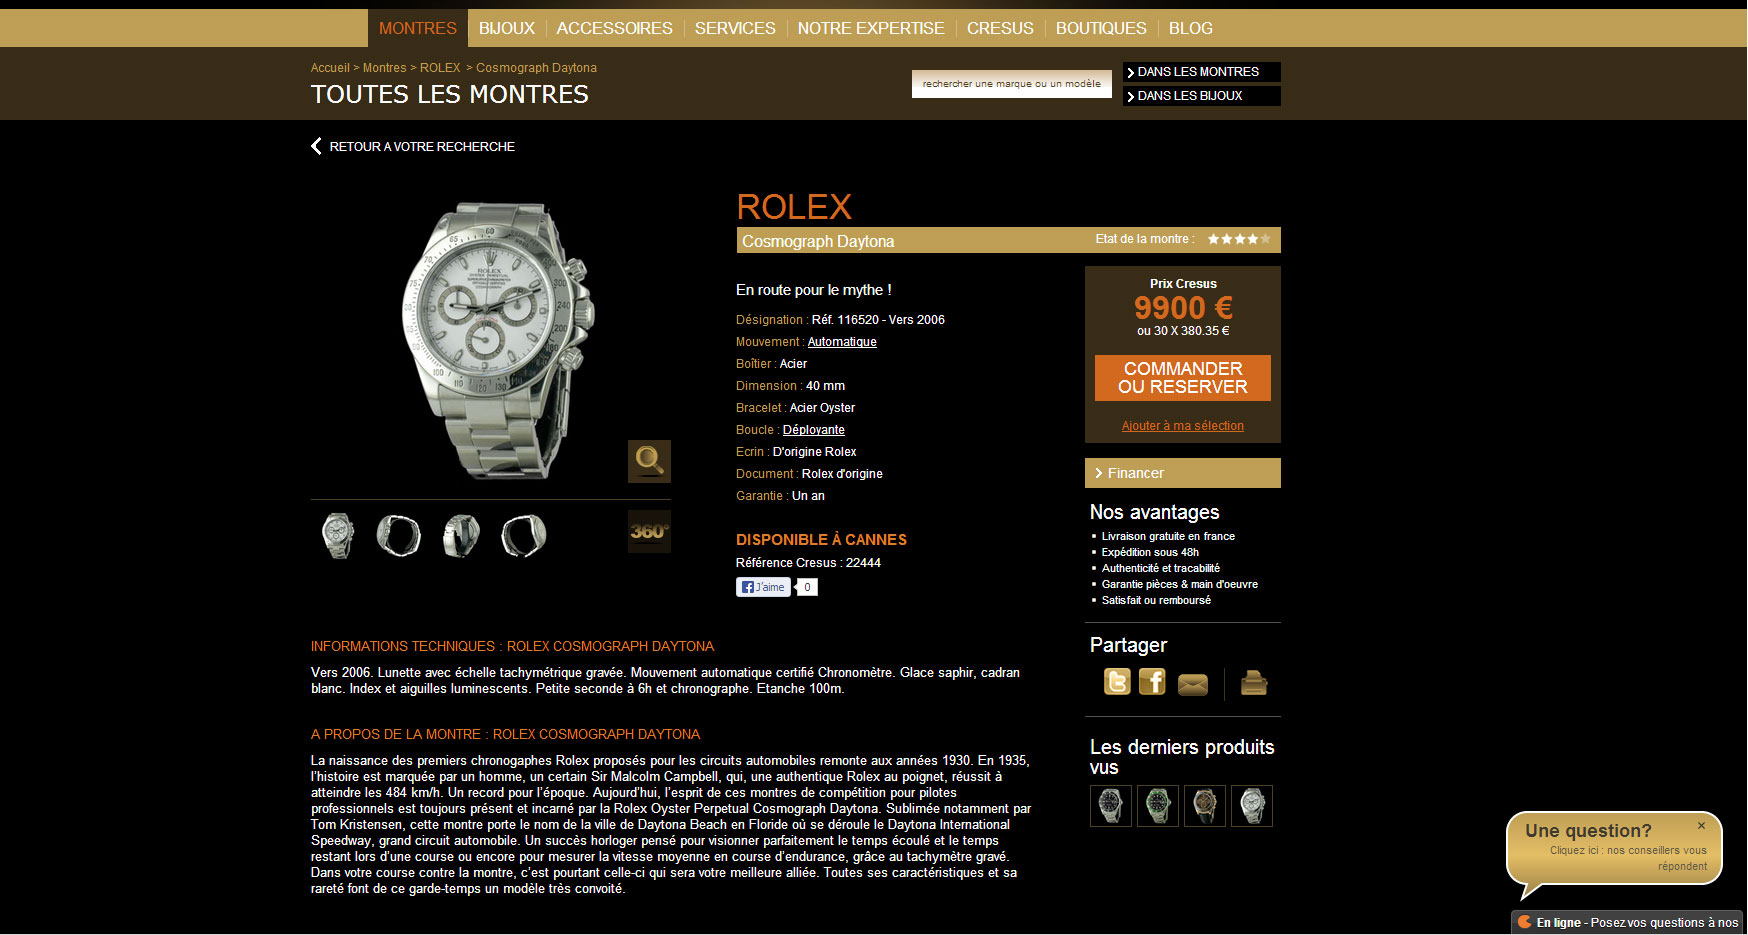 MONTRES
BIJOUX
ACCESSOIRES
SERVICES
NOTRE EXPERTISE
CRESUS
BOUTIQUES
BLOG
Accueil > Montres > ROLEX > Cosmograph Daytona
TOUTES LES MONTRES
rechercher une marque ou un modèle
DANS LES MONTRES
DANS LES BIJOUX
RETOUR A VOTRE RECHERCHE
360°
ROLEX
Cosmograph Daytona
Etat de la montre :
En route pour le mythe !
Désignation : Réf. 116520 - Vers 2006
Mouvement : Automatique
Boîtier : Acier
Dimension : 40 mm
Bracelet : Acier Oyster
Boucle : Déployante
Ecrin : D'origine Rolex
Document : Rolex d'origine
Garantie : Un an
DISPONIBLE À CANNES
Référence Cresus : 22444
J'aime
0
Prix Cresus
9900 €
ou 30 X 380.35 €
COMMANDER
OU RESERVER
Ajouter à ma sélection
Financer
Nos avantages
Livraison gratuite en france
Expédition sous 48h
Authenticité et tracabilité
Garantie pièces & main d'oeuvre
Satisfait ou remboursé
Partager
Les derniers produits
vus
INFORMATIONS TECHNIQUES : ROLEX COSMOGRAPH DAYTONA
Vers 2006. Lunette avec échelle tachymétrique gravée. Mouvement automatique certifié Chronomètre. Glace saphir, cadran
blanc. Index et aiguilles luminescents. Petite seconde à 6h et chronographe. Etanche 100m.
A PROPOS DE LA MONTRE : ROLEX COSMOGRAPH DAYTONA
La naissance des premiers chronogaphes Rolex proposés pour les circuits automobiles remonte aux années 1930. En 1935,
l'histoire est marquée par un homme, un certain Sir Malcolm Campbell, qui, une authentique Rolex au poignet, réussit à
atteindre les 484 km/h. Un record pour l'époque. Aujourd'hui, l'esprit de ces montres de compétition pour pilotes
professionnels est toujours présent et incarné par la Rolex Oyster Perpetual Cosmograph Daytona. Sublimée notamment par
Tom Kristensen, cette montre porte le nom de la ville de Daytona Beach en Floride où se déroule le Daytona International
Speedway, grand circuit automobile. Un succès horloger pensé pour visionner parfaitement le temps écoulé et le temps
restant lors d'une course ou encore pour mesurer la vitesse moyenne en course d'endurance, grâce au tachymètre gravé.
Dans votre course contre la montre, c'est pourtant celle-ci qui sera votre meilleure alliée. Toutes ses caractéristiques et sa
rareté font de ce garde-temps un modèle très convoité.
Une question?
Cliquez ici : nos conseillers vous
répondent
En ligne - Posez vos questions à nos